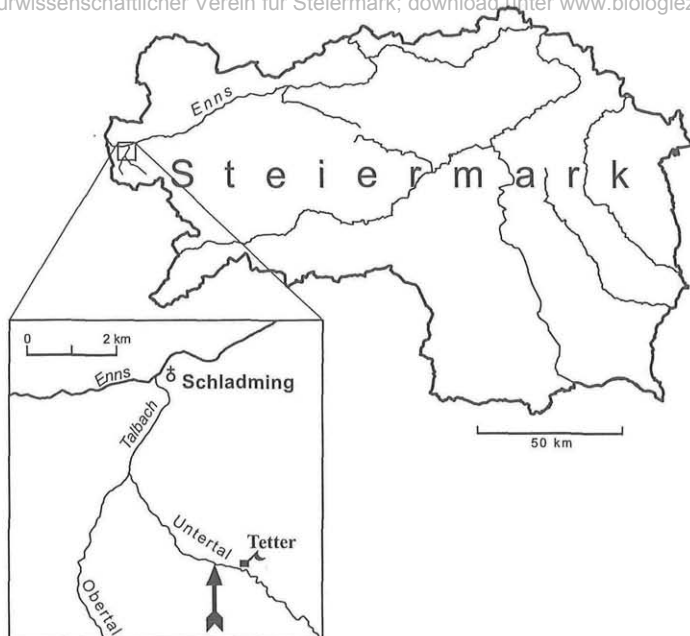 urwissenschaftlicher Verein für Steiermark; download unter www.biologiez
Enns
Steiermark
50 km
0 2 km
Enns
Schladming
Talbach
Untertal
Tetter
Obertal